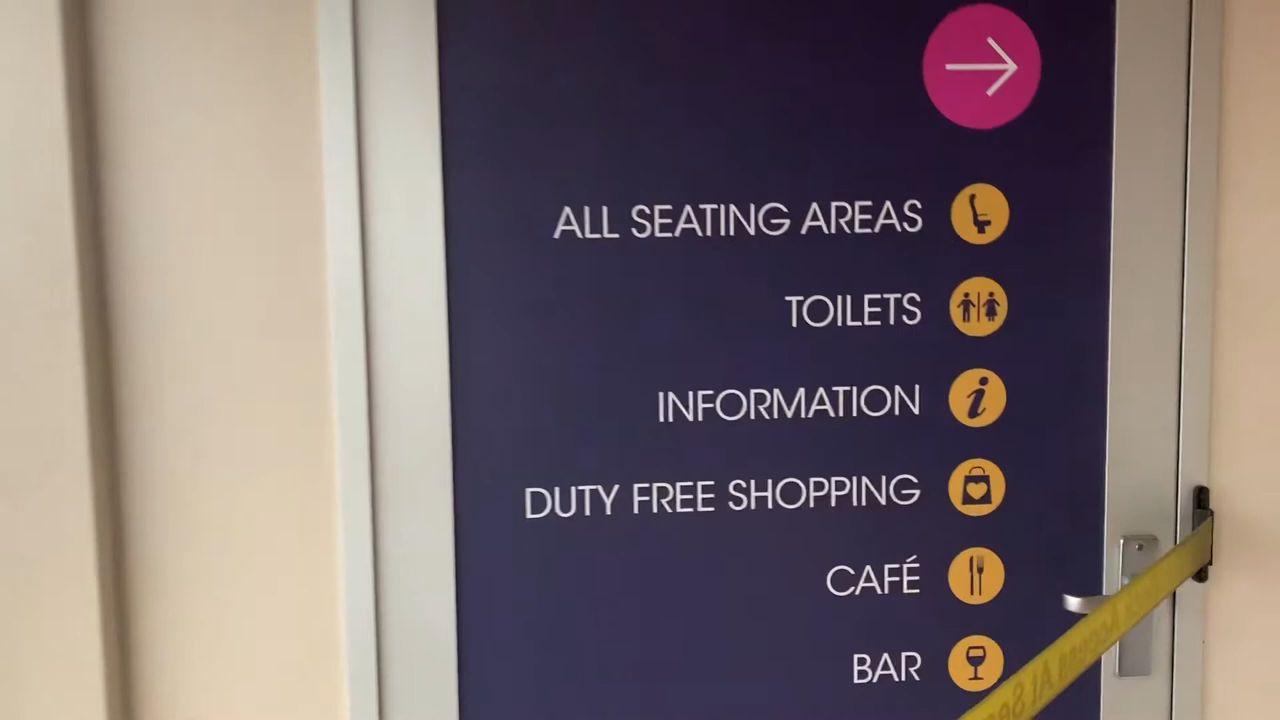 ALL SEATING AREAS
TOILETS
INFORMATION
DUTY FREE SHOPPING
CAFÉ
BAR